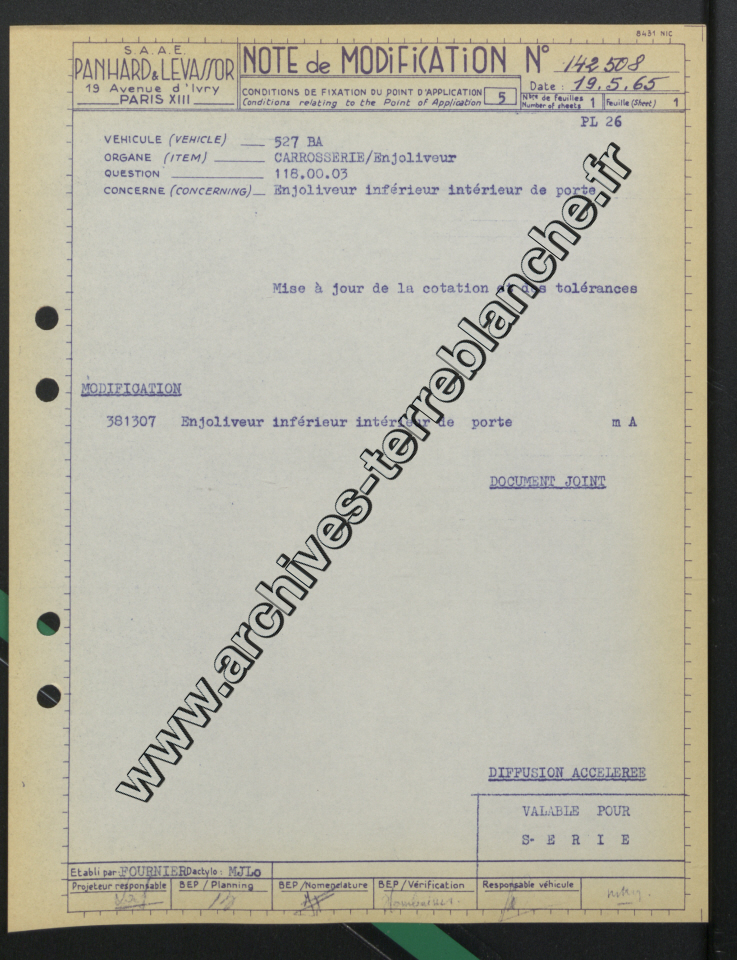 8431 NIC
S.A.A.E.
PANHARD & LEVASSOR
19 Avenue d'Ivry
PARIS XIII
NOTE de MODiFiCATiON N° 142508
CONDITIONS DE FIXATION DU POINT D'APPLICATION
Conditions relating to the Point of Application
5
Date : 19.5.65
Nbre de feuilles
Number of sheets 1
Feuille (Sheet) 1
PL 26
VEHICULE (VEHICLE) 527 BA
ORGANE (ITEM) CARROSSERIE/Enjoliveur
QUESTION 118.00.03
CONCERNE (CONCERNING) Enjoliveur inférieur intérieur de porte
Mise à jour de la cotation et des tolérances
MODIFICATION
381307 Enjoliveur inférieur intérieur de porte m A
DOCUMENT JOINT
www.archives-terreblanche.fr
DIFFUSION ACCELEREE
VALABLE POUR
S- E R I E
Etabli par FOURNIER Dactylo : MJLo
Projeteur responsable
BEP / Planning
BEP / Nomenclature
BEP / Vérification
Responsable véhicule